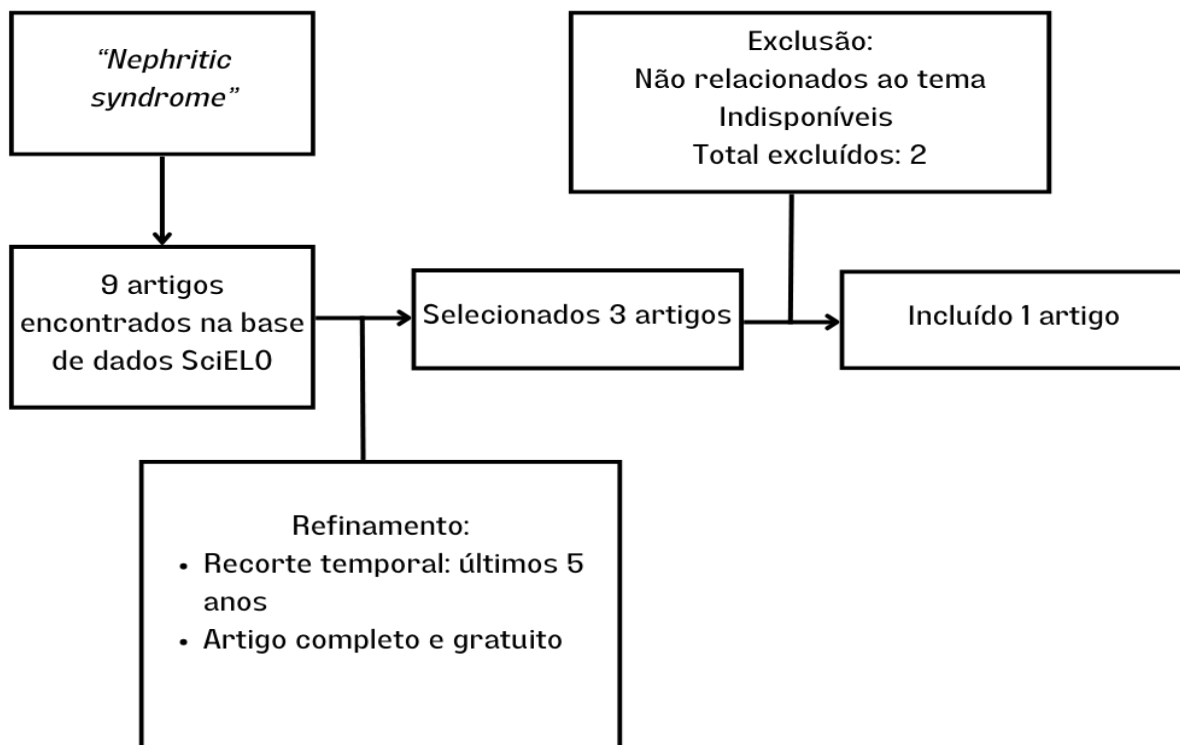 “Nephritic
syndrome”
9 artigos
encontrados na base
de dados SciELO
Refinamento:
• Recorte temporal: últimos 5
anos
• Artigo completo e gratuito
Selecionados 3 artigos
Exclusão:
Não relacionados ao tema
Indisponíveis
Total excluídos: 2
Incluído 1 artigo